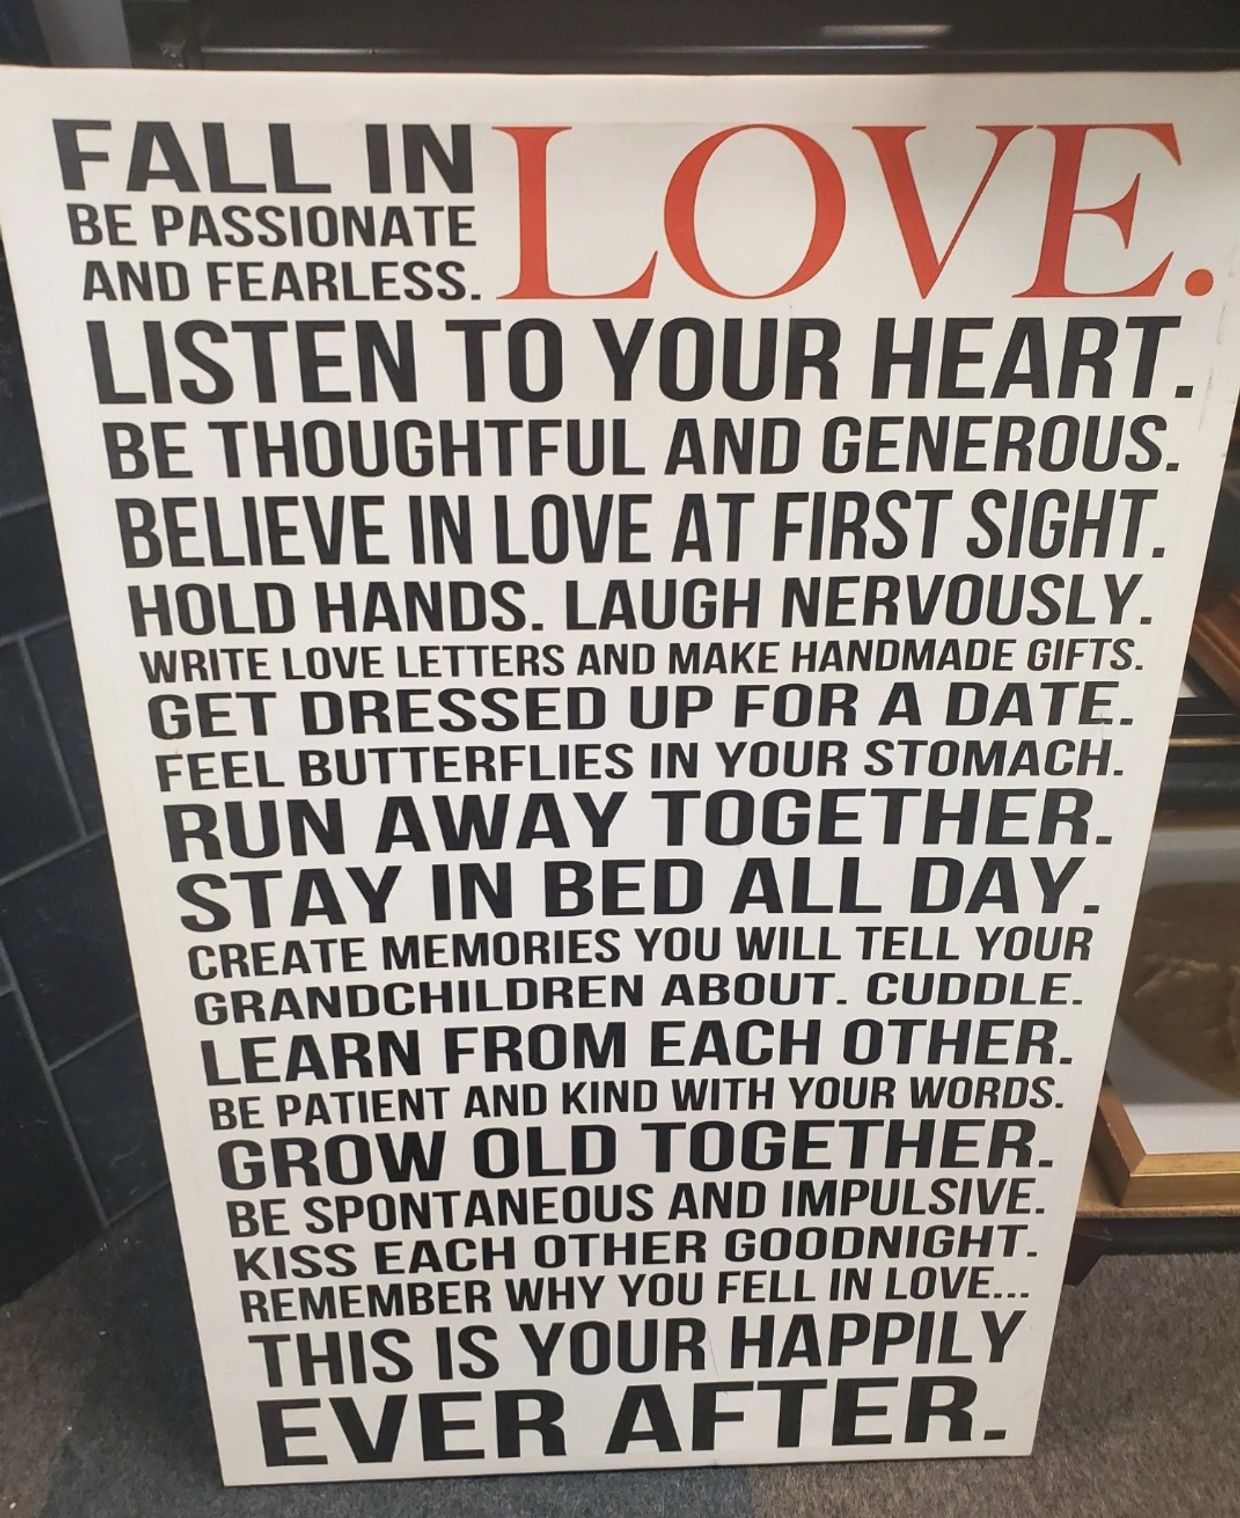 FALL IN LOVE.
BE PASSIONATE
AND FEARLESS.
LISTEN TO YOUR HEART.
BE THOUGHTFUL AND GENEROUS.
BELIEVE IN LOVE AT FIRST SIGHT.
HOLD HANDS. LAUGH NERVOUSLY.
WRITE LOVE LETTERS AND MAKE HANDMADE GIFTS.
GET DRESSED UP FOR A DATE.
FEEL BUTTERFLIES IN YOUR STOMACH.
RUN AWAY TOGETHER.
STAY IN BED ALL DAY.
CREATE MEMORIES YOU WILL TELL YOUR
GRANDCHILDREN ABOUT. CUDDLE.
LEARN FROM EACH OTHER.
BE PATIENT AND KIND WITH YOUR WORDS.
GROW OLD TOGETHER.
BE SPONTANEOUS AND IMPULSIVE.
KISS EACH OTHER GOODNIGHT.
REMEMBER WHY YOU FELL IN LOVE...
THIS IS YOUR HAPPILY
EVER AFTER.